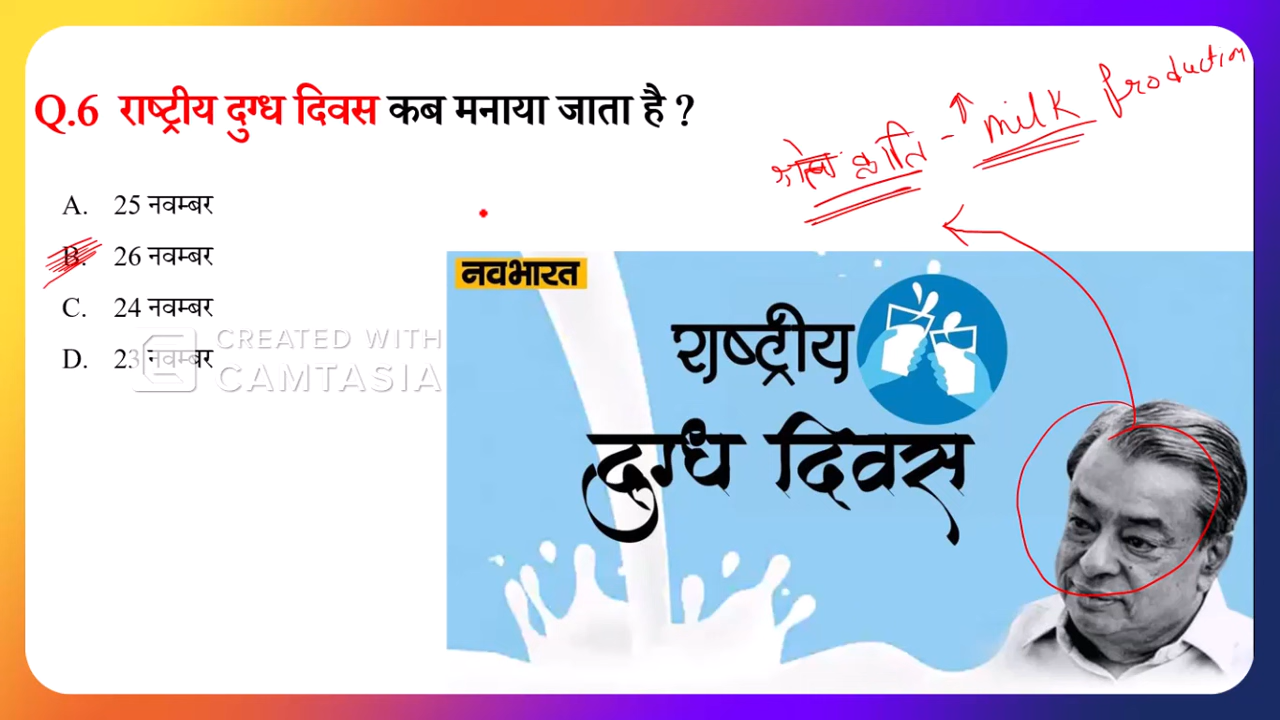 Q.6 राष्ट्रीय दुग्ध दिवस कब मनाया जाता है ?
क्रांति - ↑ milk production
A. 25 नवम्बर
B. 26 नवम्बर
C. 24 नवम्बर
D. 23 नवम्बर
CREATED WITH
CAMTASIA
नवभारत
राष्ट्रीय
दुग्ध दिवस